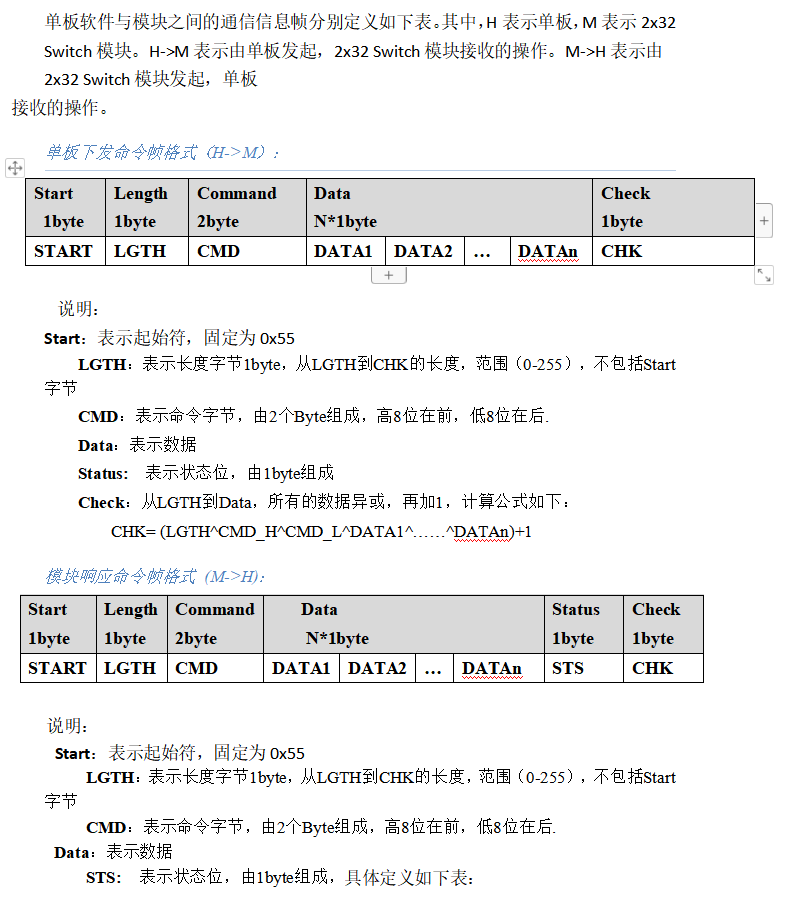 单板软件与模块之间的通信信息帧分别定义如下表。其中，H 表示单板，M 表示 2x32
Switch 模块。H->M 表示由单板发起，2x32 Switch 模块接收的操作。M->H 表示由
2x32 Switch 模块发起，单板
接收的操作。
单板下发命令帧格式（H->M）：
Start Length Command Data Check
1byte 1byte 2byte N*1byte 1byte
START LGTH CMD DATA1 DATA2 … DATAn CHK
说明：
Start：表示起始符，固定为 0x55
LGTH：表示长度字节1byte，从LGTH到CHK的长度，范围（0-255），不包括Start
字节
CMD：表示命令字节，由2个Byte组成，高8位在前，低8位在后.
Data：表示数据
Status: 表示状态位，由1byte组成
Check：从LGTH到Data，所有的数据异或，再加1，计算公式如下：
CHK= (LGTH^CMD_H^CMD_L^DATA1^……^DATAn)+1
模块响应命令帧格式 (M->H):
Start Length Command Data Status Check
1byte 1byte 2byte N*1byte 1byte 1byte
START LGTH CMD DATA1 DATA2 … DATAn STS CHK
说明：
Start：表示起始符，固定为 0x55
LGTH：表示长度字节1byte，从LGTH到CHK的长度，范围（0-255），不包括Start
字节
CMD：表示命令字节，由2个Byte组成，高8位在前，低8位在后.
Data：表示数据
STS: 表示状态位，由1byte组成，具体定义如下表：